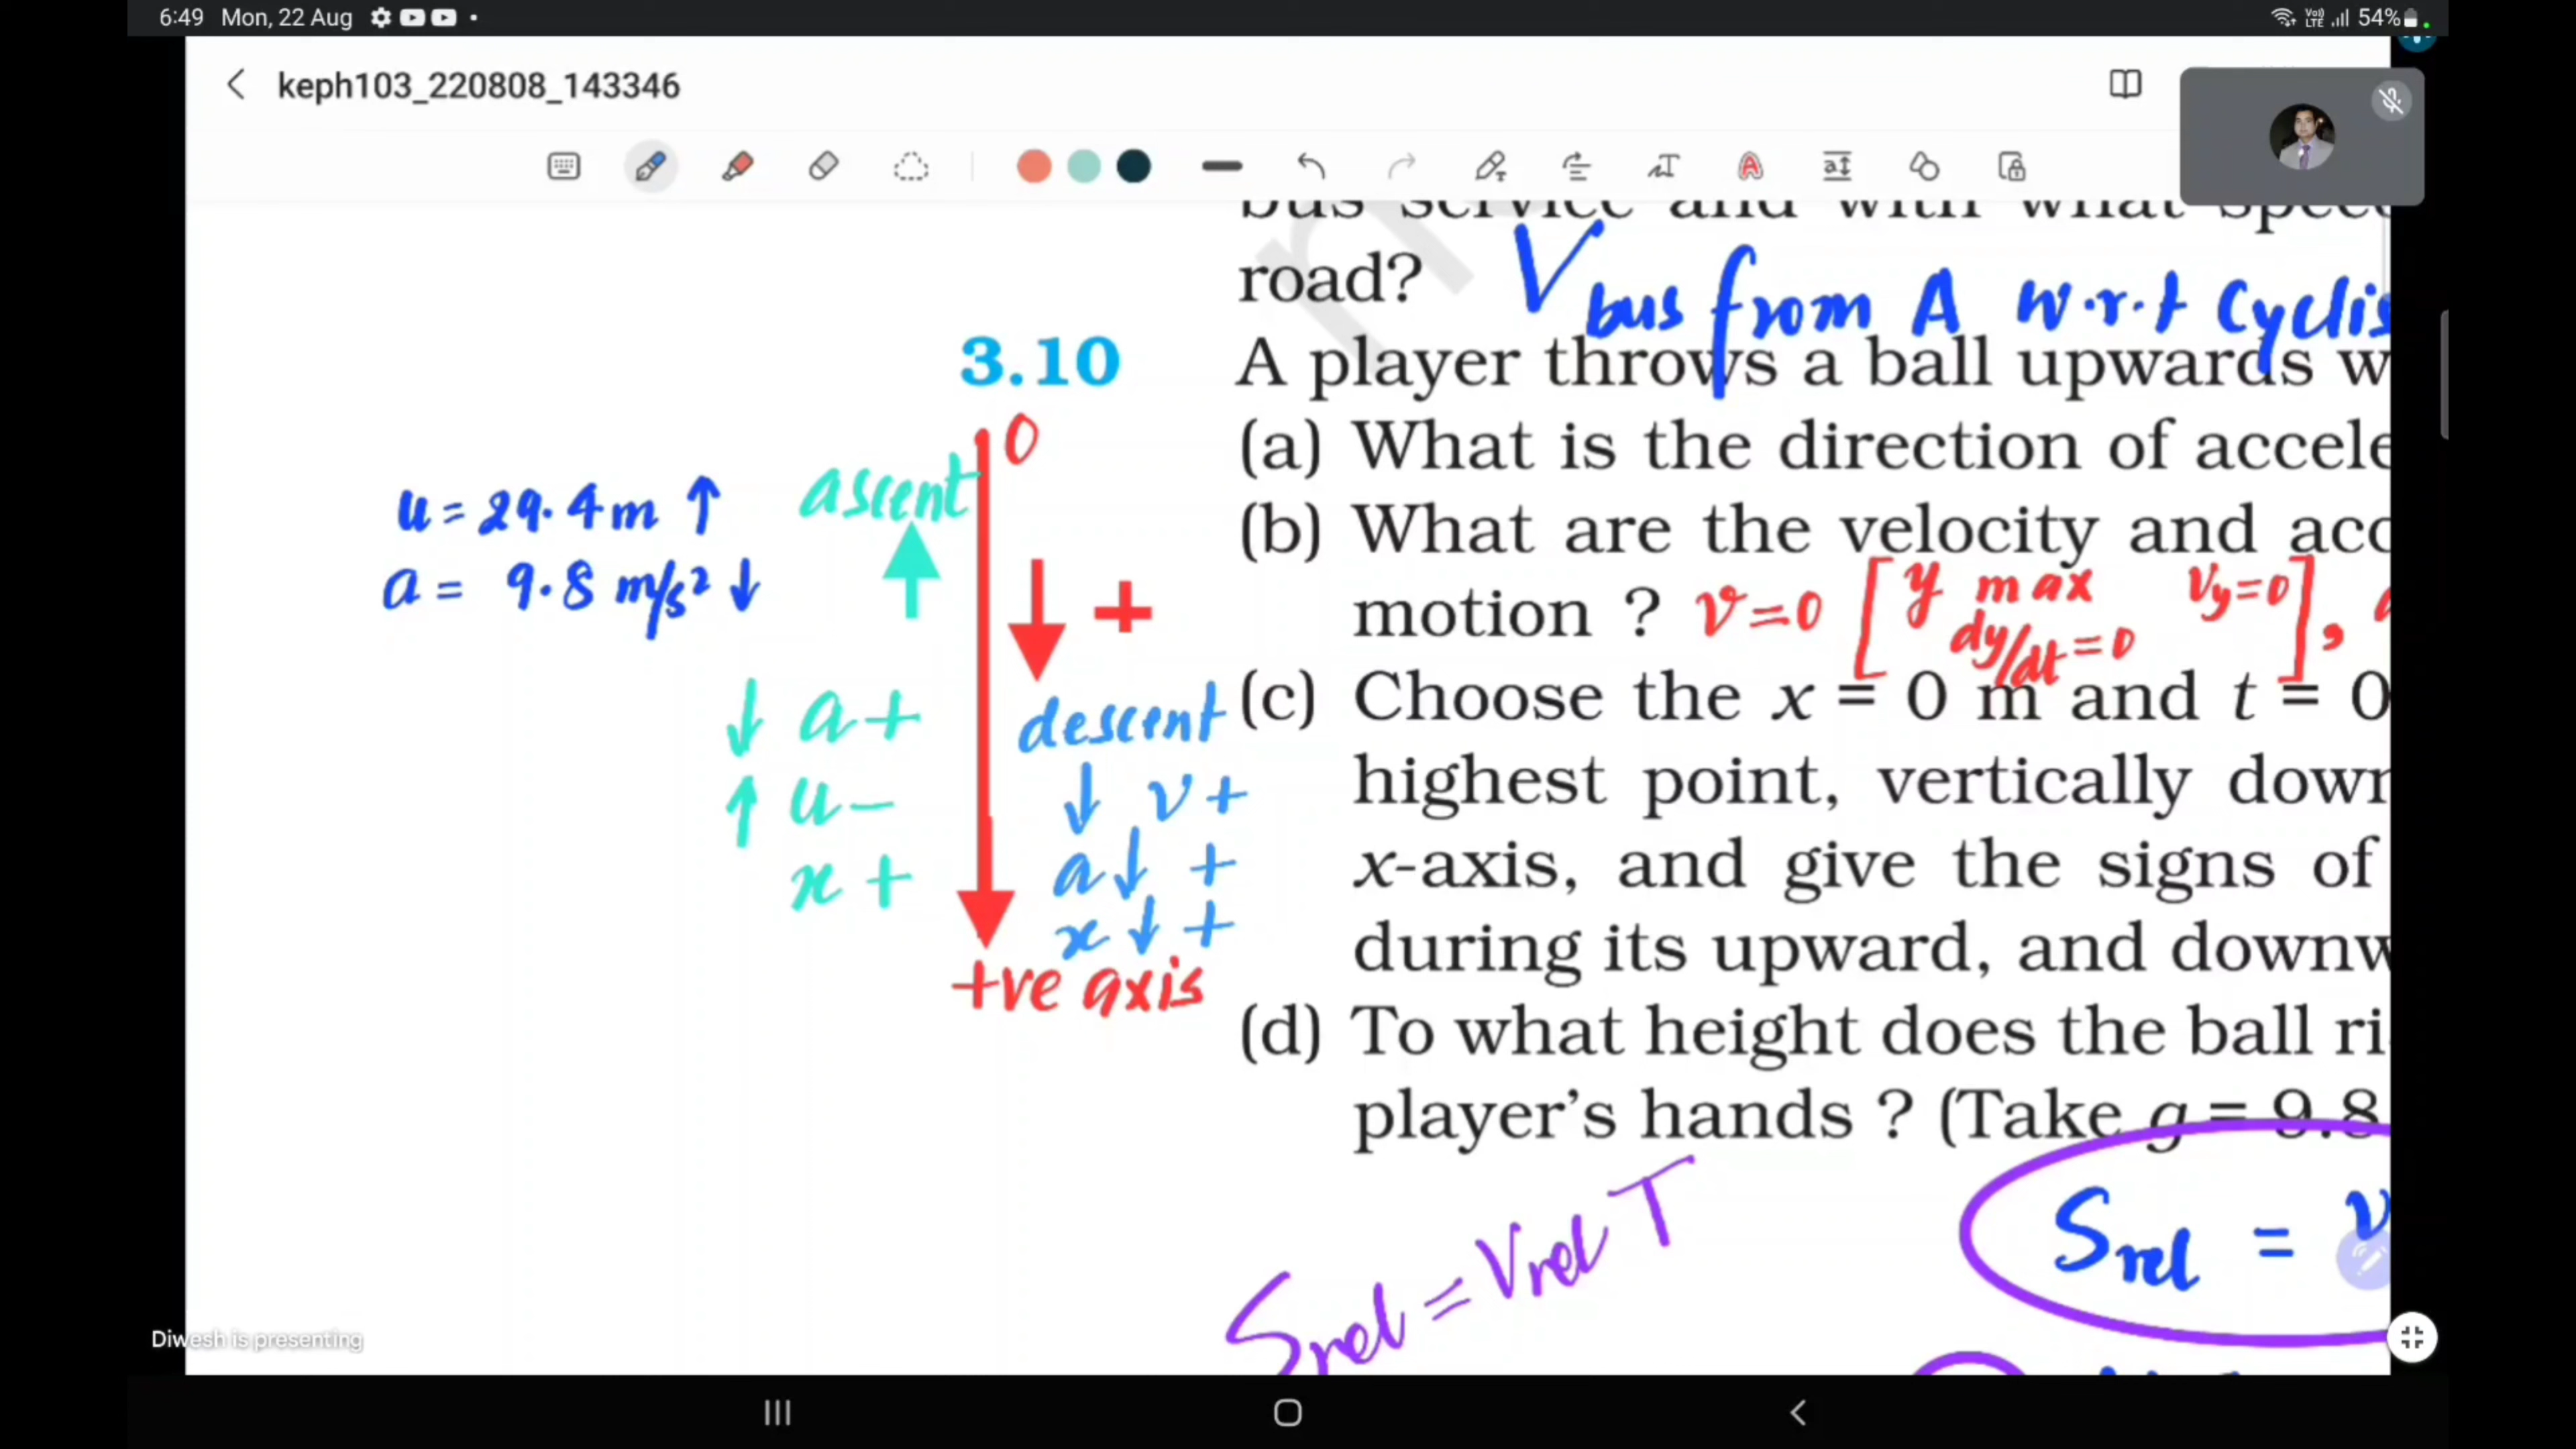 6:49 Mon, 22 Aug
54%
keph103_220808_143346
road?
V bus from A w.r.t Cyclis
3.10 A player throws a ball upwards w
(a) What is the direction of accele
(b) What are the velocity and acc
motion ? v=0 [y max Vy=0
dy/dt=0],
(c) Choose the x = 0 m and t = 0
highest point, vertically down
x-axis, and give the signs of
during its upward, and downw
(d) To what height does the ball ri
player's hands ? (Take g = 9.8
0
ascent
u = 29.4m ↑
a = 9.8 m/s² ↓
+
↓ a+
↑ u-
x+
descent
↓ v+
a↓ +
x↓ +
+ve axis
Srel = Vrel T
Srel = v
Diwesh is presenting